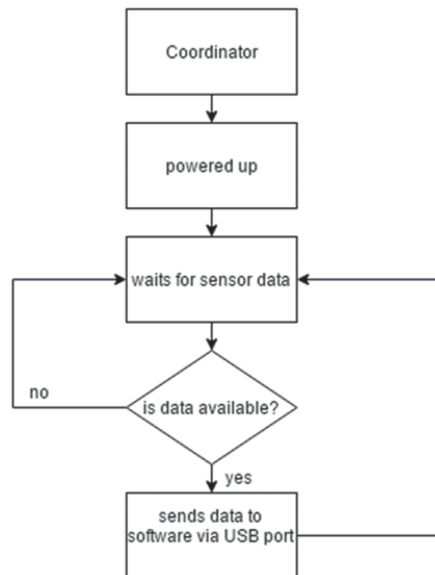 Coordinator
powered up
waits for sensor data
is data available?
no
yes
sends data to
software via USB port